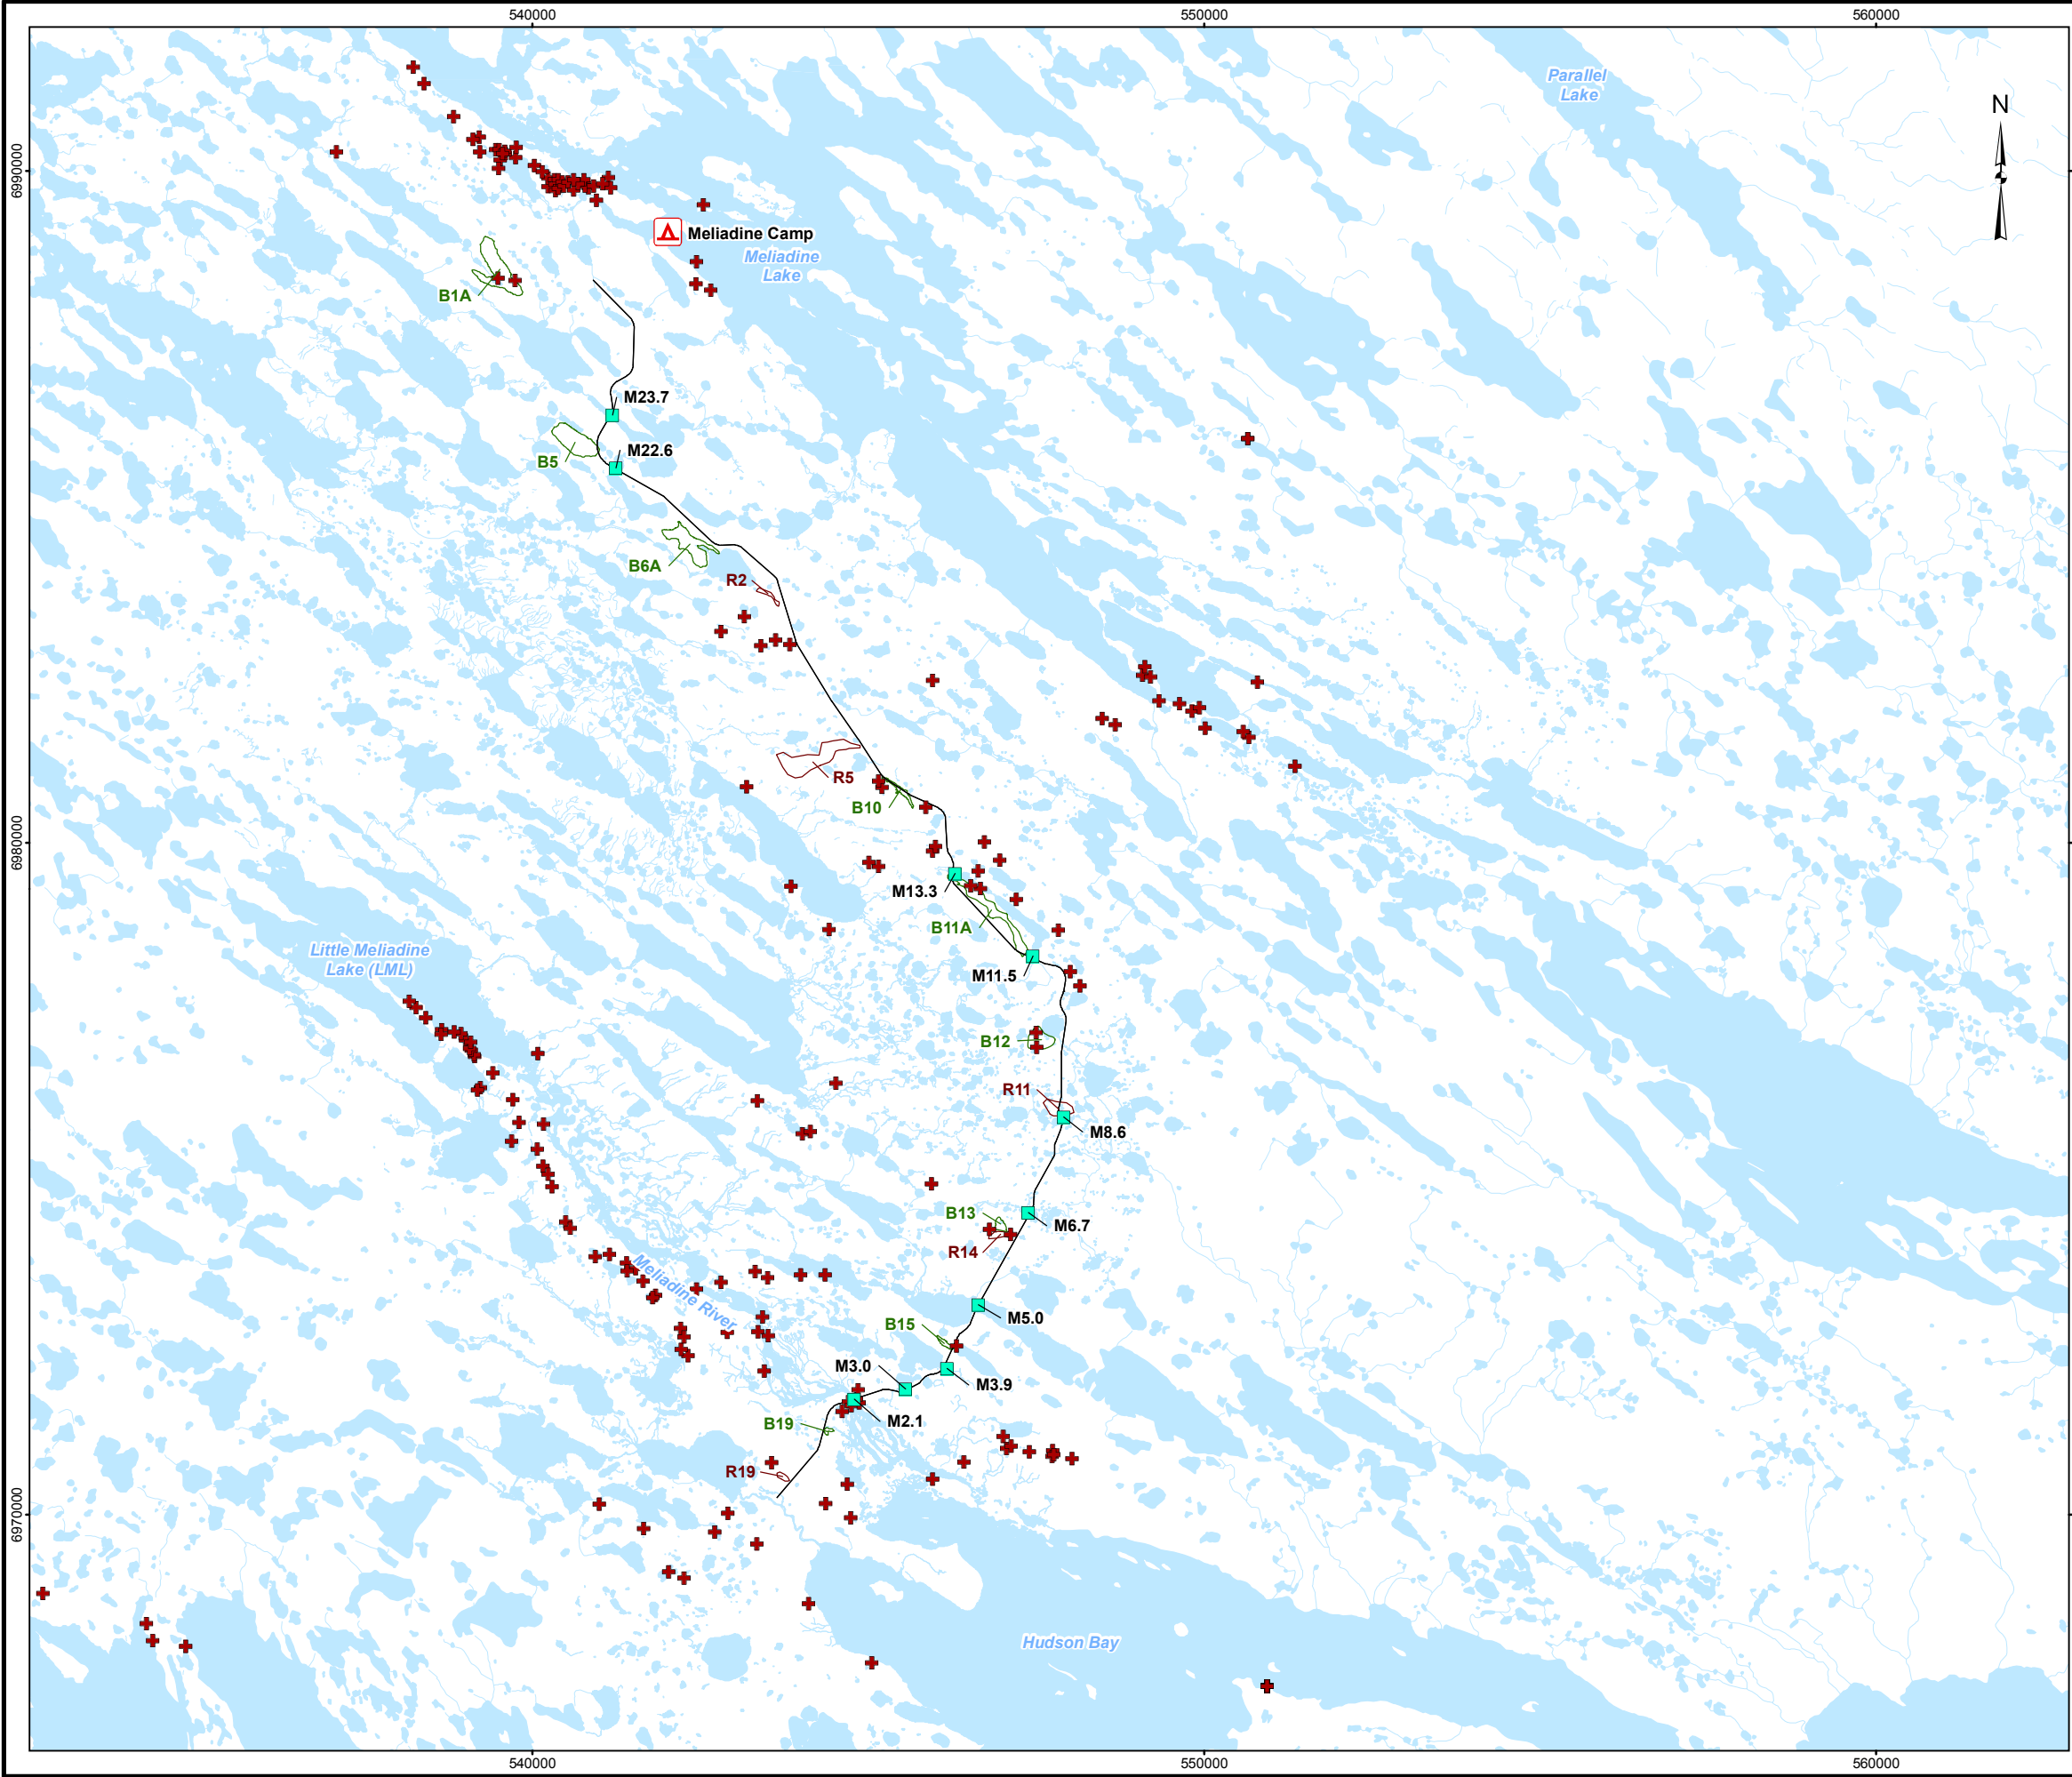 540000
550000
560000
Parallel
Lake
N
6990000
Meliadine Camp
Meliadine
Lake
B1A
M23.7
M22.6
B5
B6A
R2
R5
B10
6980000
M13.3
B11A
Little Meliadine
Lake (LML)
M11.5
B12
R11
M8.6
B13
M6.7
R14
Meliadine River
M5.0
B15
M3.0
M3.9
M2.1
B19
R19
6970000
Hudson Bay
540000
550000
560000